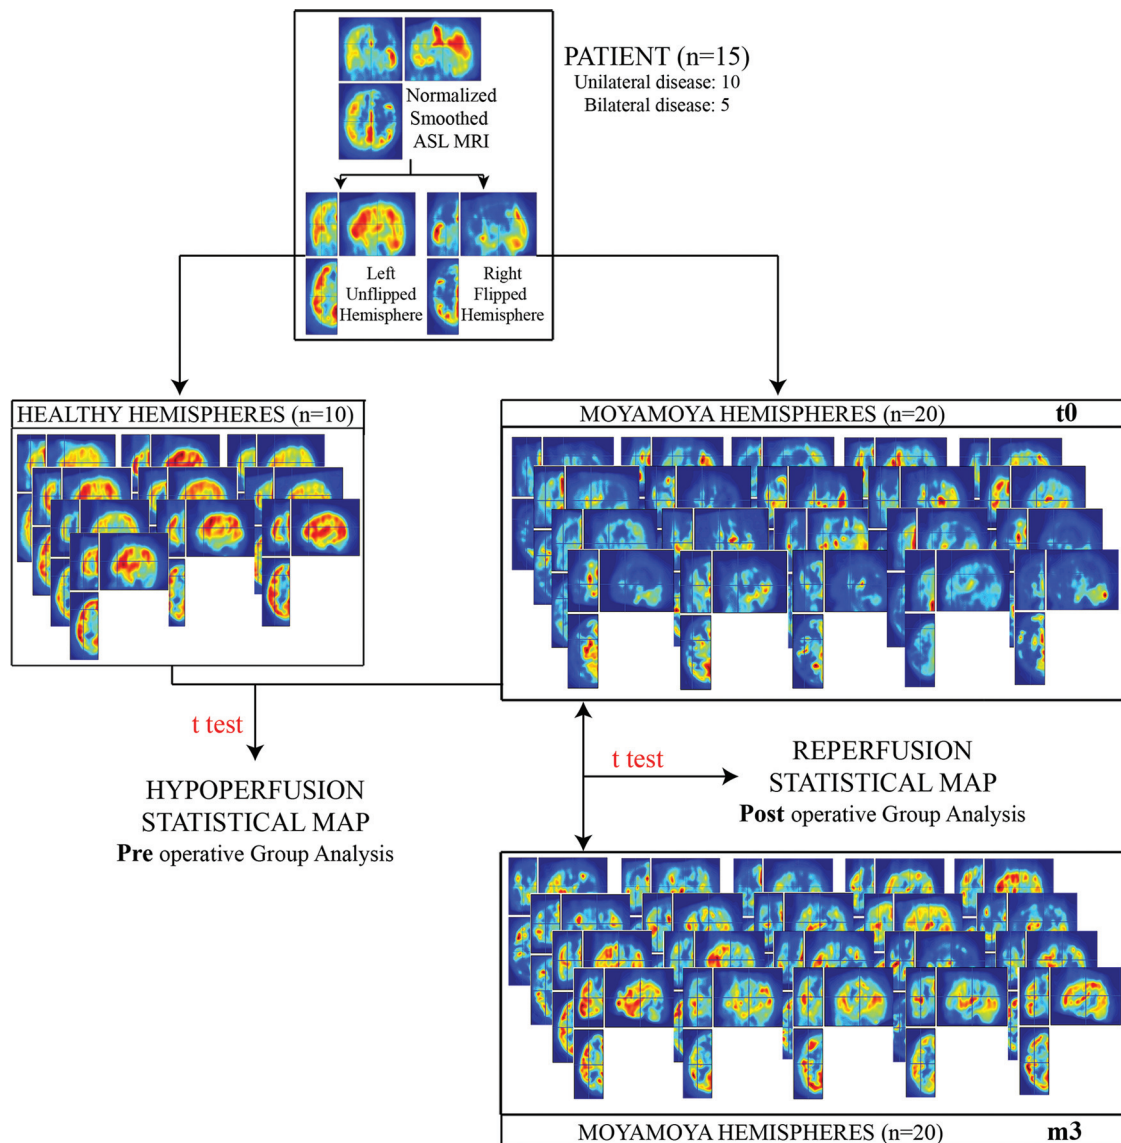 PATIENT (n=15)
Unilateral disease: 10
Bilateral disease: 5
Normalized
Smoothed
ASL MRI
Left
Unflipped
Hemisphere
Right
Flipped
Hemisphere
HEALTHY HEMISPHERES (n=10)
MOYAMOYA HEMISPHERES (n=20) t0
t test
HYPOPERFUSION
STATISTICAL MAP
Pre operative Group Analysis
t test
REPERFUSION
STATISTICAL MAP
Post operative Group Analysis
MOYAMOYA HEMISPHERES (n=20) m3